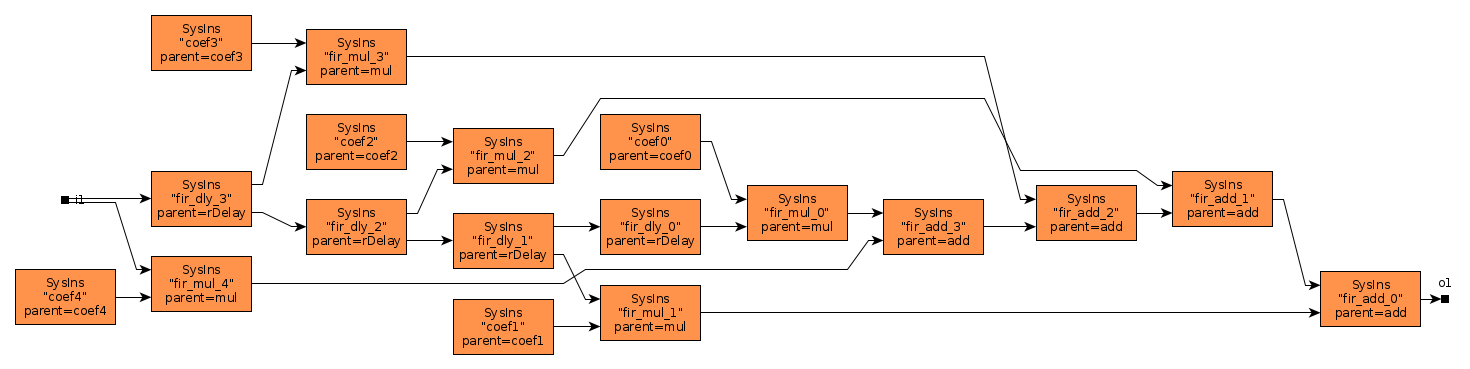 SysIns
"coef3"
parent=coef3
SysIns
"fir_mul_3"
parent=mul
SysIns
"coef2"
parent=coef2
SysIns
"fir_mul_2"
parent=mul
SysIns
"coef0"
parent=coef0
i1
SysIns
"fir_dly_3"
parent=rDelay
SysIns
"fir_dly_2"
parent=rDelay
SysIns
"fir_dly_1"
parent=rDelay
SysIns
"fir_dly_0"
parent=rDelay
SysIns
"fir_mul_0"
parent=mul
SysIns
"fir_add_3"
parent=add
SysIns
"fir_add_2"
parent=add
SysIns
"fir_add_1"
parent=add
SysIns
"coef4"
parent=coef4
SysIns
"fir_mul_4"
parent=mul
SysIns
"coef1"
parent=coef1
SysIns
"fir_mul_1"
parent=mul
SysIns
"fir_add_0"
parent=add
o1